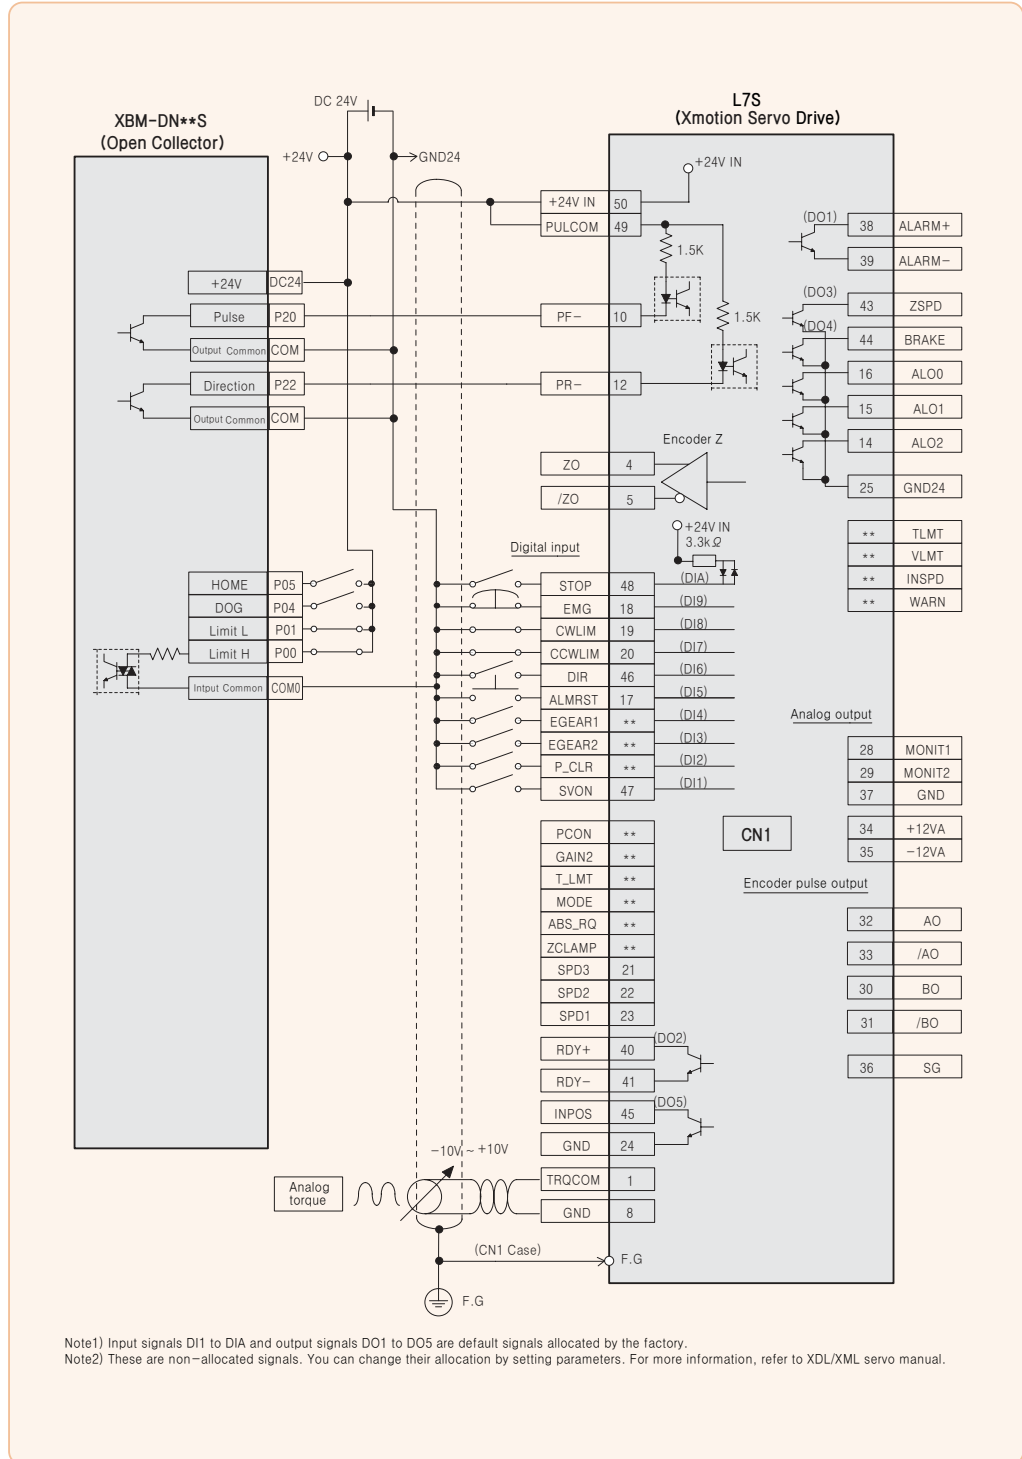 DC 24V
L7S
(Xmotion Servo Drive)
XBM-DN**S
(Open Collector)
+24V
GND24
+24V IN
+24V IN 50
PULCOM 49
1.5K
(DO1)
38 ALARM+
39 ALARM-
+24V DC24
Pulse P20
PF- 10
1.5K
(DO3)
43 ZSPD
(DO4)
44 BRAKE
Output Common COM
Direction P22
PR- 12
16 ALO0
15 ALO1
Output Common COM
14 ALO2
Encoder Z
ZO 4
/ZO 5
25 GND24
+24V IN
3.3kΩ
** TLMT
** VLMT
** INSPD
** WARN
Digital input
HOME P05
DOG P04
Limit L P01
Limit H P00
Intput Common COM0
STOP 48 (DIA)
EMG 18 (DI9)
CWLIM 19 (DI8)
CCWLIM 20 (DI7)
DIR 46 (DI6)
ALMRST 17 (DI5)
EGEAR1 ** (DI4)
EGEAR2 ** (DI3)
P_CLR ** (DI2)
SVON 47 (DI1)
Analog output
28 MONIT1
29 MONIT2
37 GND
34 +12VA
35 -12VA
CN1
PCON **
GAIN2 **
T_LMT **
MODE **
ABS_RQ **
ZCLAMP **
SPD3 21
SPD2 22
SPD1 23
Encoder pulse output
32 AO
33 /AO
30 BO
31 /BO
36 SG
RDY+ 40 (DO2)
RDY- 41
INPOS 45 (DO5)
GND 24
-10V ~ +10V
Analog
torque
TRQCOM 1
GND 8
(CN1 Case)
F.G
F.G
Note1) Input signals DI1 to DIA and output signals DO1 to DO5 are default signals allocated by the factory.
Note2) These are non-allocated signals. You can change their allocation by setting parameters. For more information, refer to XDL/XML servo manual.